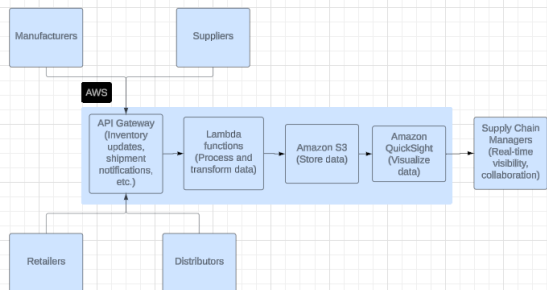 Manufacturers
Suppliers
AWS
API Gateway
(Inventory
updates,
shipment
notifications,
etc.)
Lambda
functions
(Process and
transform data)
Amazon S3
(Store data)
Amazon
QuickSight
(Visualize
data)
Supply Chain
Managers
(Real-time
visibility,
collaboration)
Retailers
Distributors